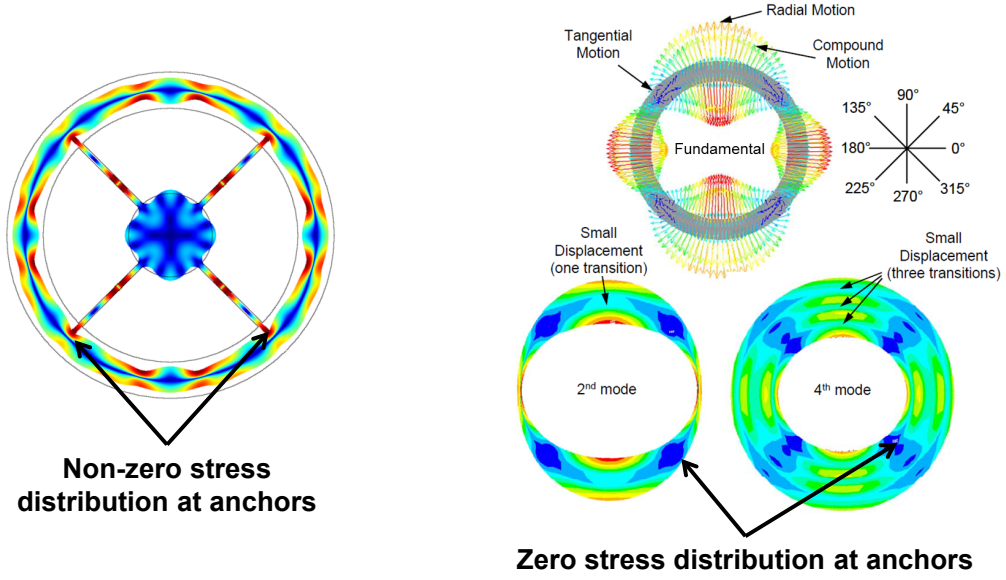 Radial Motion
Tangential
Motion
Compound
Motion
Fundamental
90°
135°
45°
180°
0°
225°
315°
270°
Small
Displacement
(one transition)
Small
Displacement
(three transitions)
2nd mode
4th mode
Non-zero stress
distribution at anchors
Zero stress distribution at anchors